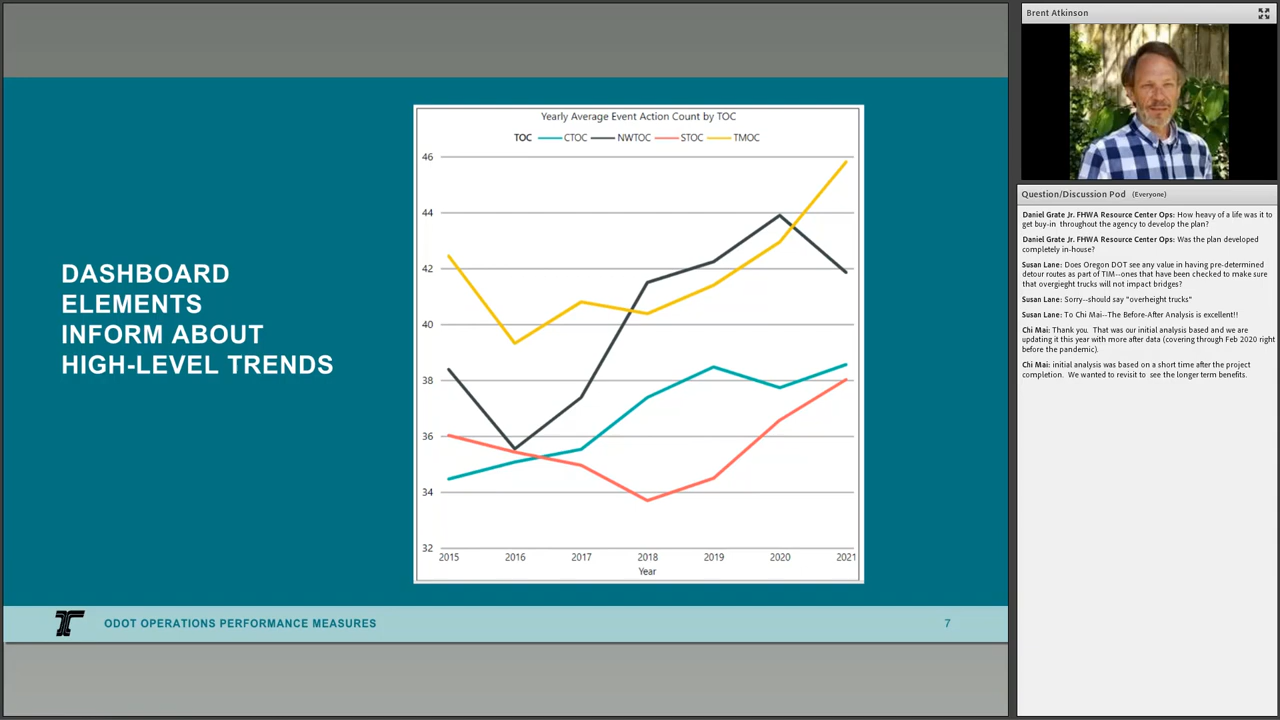 DASHBOARD
ELEMENTS
INFORM ABOUT
HIGH-LEVEL TRENDS
Yearly Average Event Action Count by TOC
TOC CTOC NWTOC STOC TMOC
46
44
42
40
38
36
34
32
2015 2016 2017 2018 2019 2020 2021
Year
ODOT OPERATIONS PERFORMANCE MEASURES
7
Brent Atkinson
Question/Discussion Pod (Everyone)
Daniel Grate Jr. FHWA Resource Center Ops: How heavy of a life was it to
get buy-in throughout the agency to develop the plan?
Daniel Grate Jr. FHWA Resource Center Ops: Was the plan developed
completely in-house?
Susan Lane: Does Oregon DOT see any value in having pre-determined
detour routes as part of TIM--ones that have been checked to make sure
that overgieght trucks will not impact bridges?
Susan Lane: Sorry--should say "overheight trucks"
Susan Lane: To Chi Mai--The Before-After Analysis is excellent!!
Chi Mai: Thank you. That was our initial analysis based and we are
updating it this year with more after data (covering through Feb 2020 right
before the pandemic).
Chi Mai: initial analysis was based on a short time after the project
completion. We wanted to revisit to see the longer term benefits.